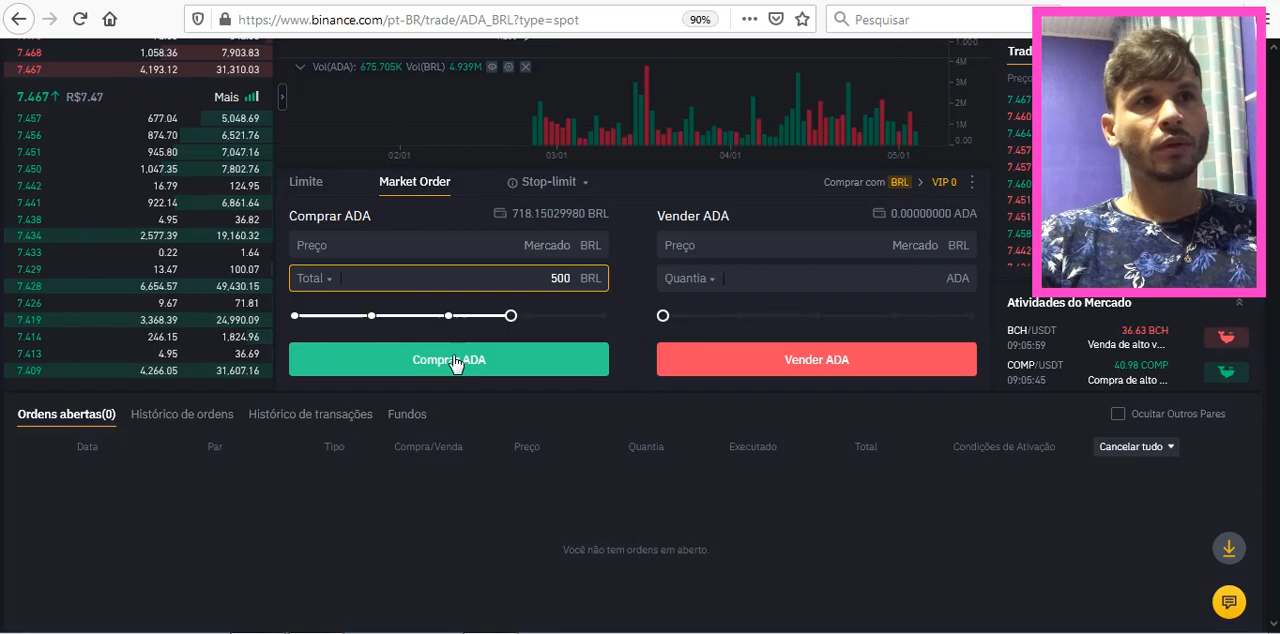 https://www.binance.com/pt-BR/trade/ADA_BRL?type=spot
90%
Pesquisar
7.468 1,058.36 7,903.83
7.467 4,193.12 31,310.03
7.467↑ R$7.47 Mais
7.457 677.04 5,048.69
7.456 874.70 6,521.76
7.451 945.80 7,047.16
7.450 1,047.35 7,802.76
7.442 16.79 124.95
7.441 922.14 6,861.64
7.438 4.95 36.82
7.434 2,577.39 19,160.32
7.433 0.22 1.64
7.429 13.47 100.07
7.428 6,654.57 49,430.15
7.426 9.67 71.81
7.419 3,368.39 24,990.09
7.414 246.15 1,824.96
7.413 4.95 36.69
7.409 4,266.05 31,607.16
Vol(ADA): 675.705K Vol(BRL) 4.939M
4M
3M
2M
1M
0.00
02/01 03/01 04/01 05/01
Limite Market Order Stop-limit
Comprar com BRL VIP 0
Comprar ADA 718.15029980 BRL
Preço Mercado BRL
Total 500 BRL
Comprar ADA
Vender ADA 0.00000000 ADA
Preço Mercado BRL
Quantia ADA
Vender ADA
Trad
Preço
7.467
Atividades do Mercado
BCH/USDT 36.63 BCH
09:05:59 Venda de alto v...
COMP/USDT 40.98 COMP
09:05:45 Compra de alto ...
Ordens abertas(0) Histórico de ordens Histórico de transações Fundos
Ocultar Outros Pares
Data Par Tipo Compra/Venda Preço Quantia Executado Total Condições de Ativação Cancelar tudo
Você não tem ordens em aberto.